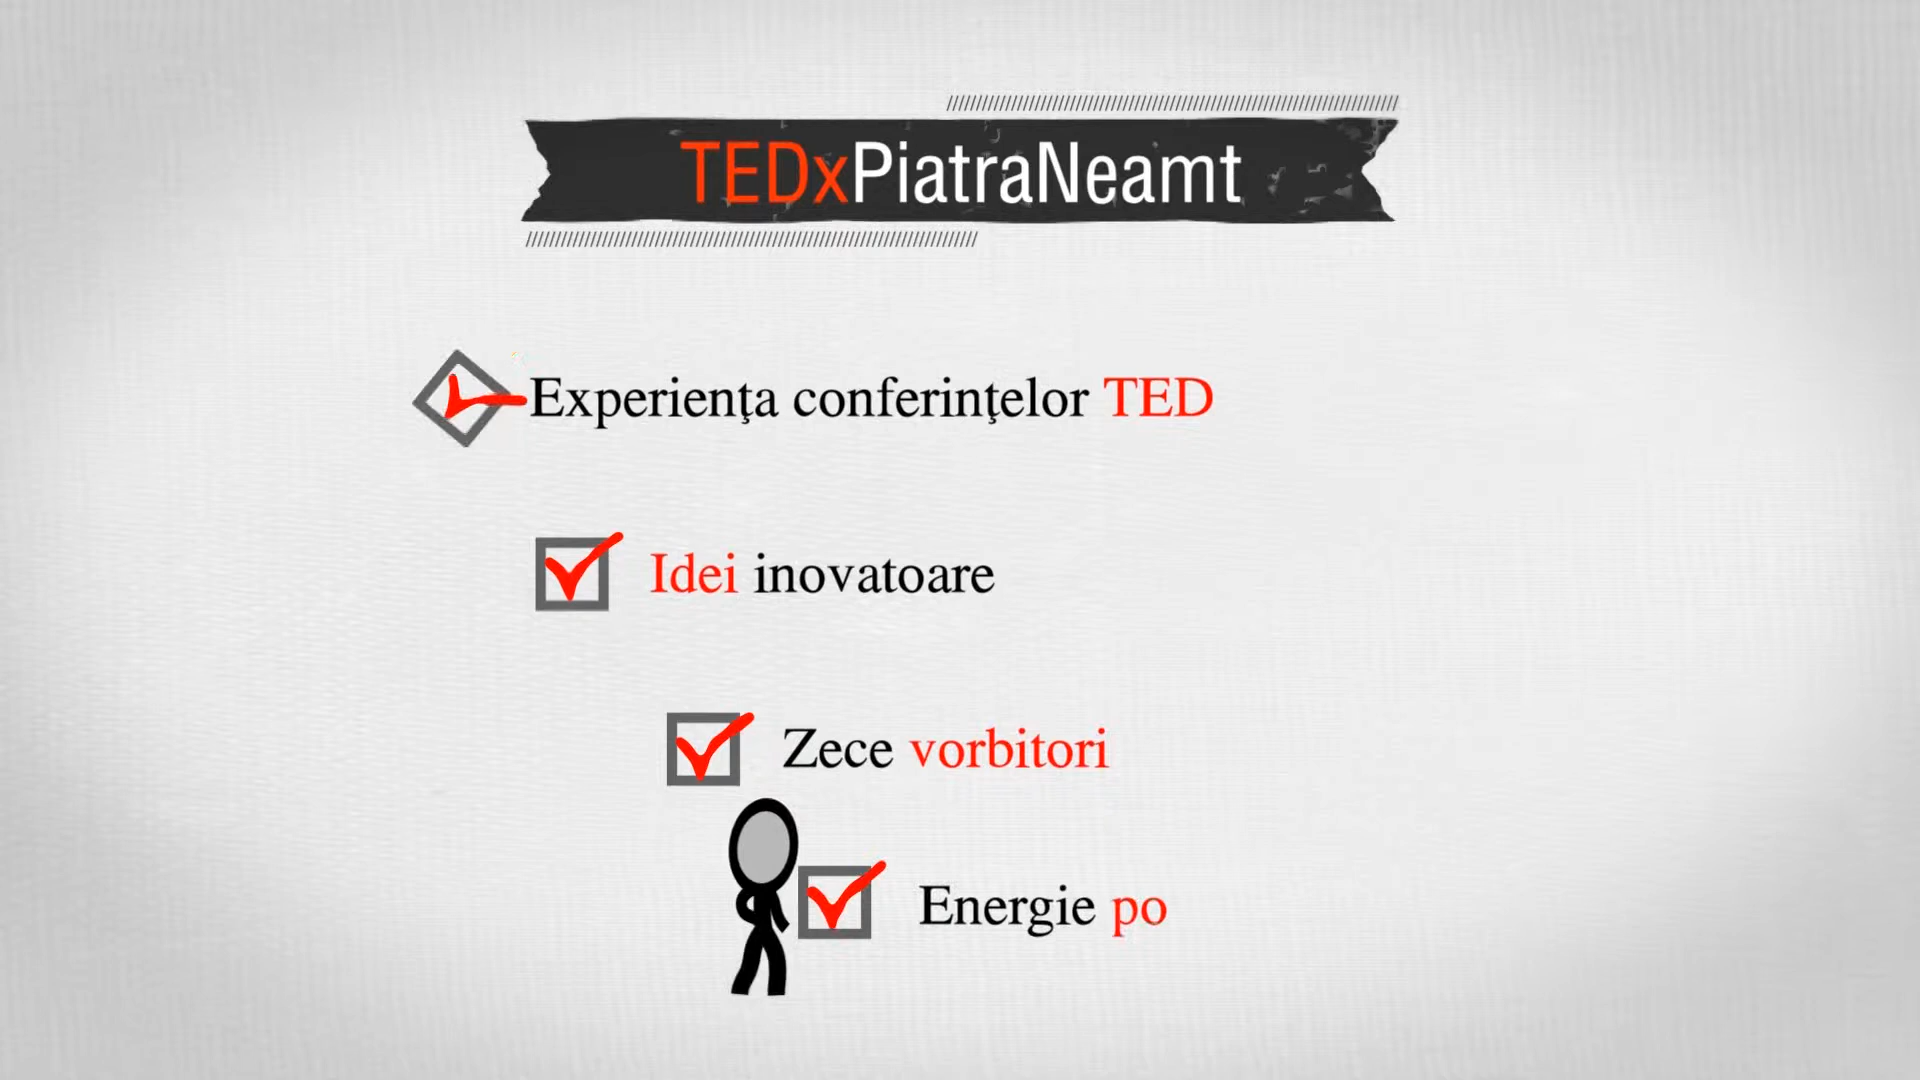 TEDxPiatraNeamt
Experienţa conferinţelor TED
Idei inovatoare
Zece vorbitori
Energie po